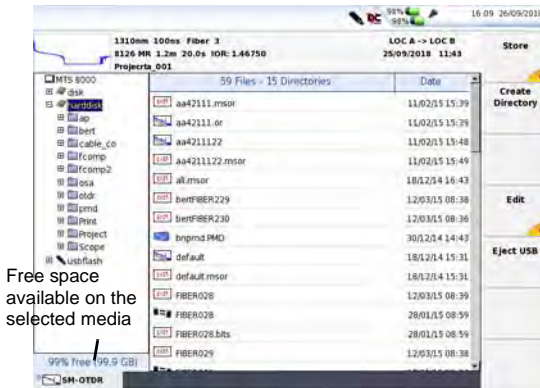 98%
98%
16 09 26/09/2018
1310nm 100ns Fiber 3
8126 MR 1.2m 20.0s IOR: 1.46750
Projectra_001
LOC A -> LOC B
25/09/2018 11:43
Store
Create
Directory
Edit
Eject USB
MTS 8000
disk
harddisk
ap
bert
cable_co
fcomp
fcomp2
osa
otdr
pmd
Print
Project
Scope
usbflash
59 Files - 15 Directories
Date
aa42111.msor 11/02/15 15:39
aa42111.or 11/02/15 15:39
aa4211122 11/02/15 15:48
aa4211122.msor 11/02/15 15:49
all.msor 18/12/14 16:43
bertFIBER229 12/03/15 08:38
bertFIBER230 12/03/15 08:36
bnpmd.PMD 30/12/14 14:43
default 18/12/14 15:31
default.msor 18/12/14 15:31
FIBER028 12/03/15 08:39
FIBER028 28/01/15 08:59
FIBER028.bits 28/01/15 08:59
FIBER029 12/03/15 08:38
Free space
available on the
selected media
99% free (99.9 GB)
SM-OTDR